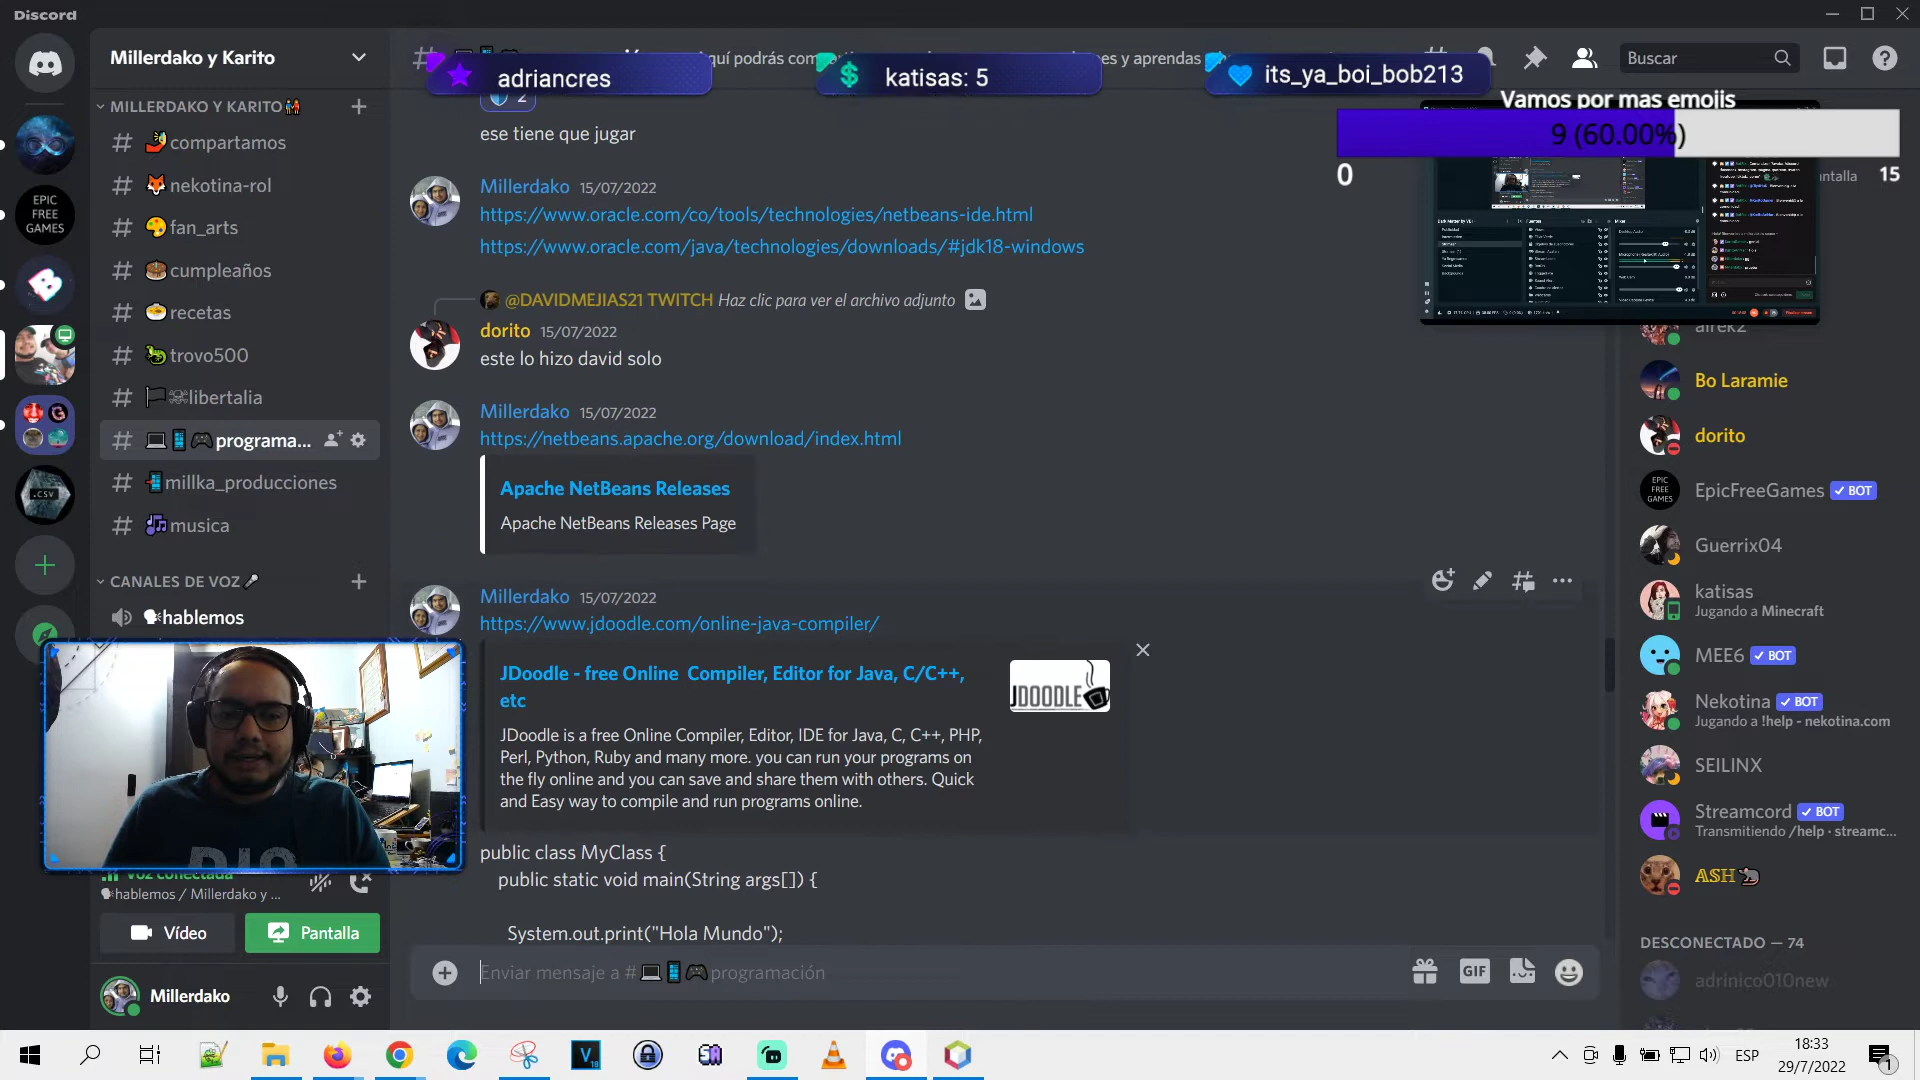 Discord
Millerdako y Karito
MILLERDAKO Y KARITO
compartamos
nekotina-rol
fan_arts
cumpleaños
recetas
trovo500
libertalia
programa...
millka_producciones
musica
CANALES DE VOZ
hablemos
Voz conectada
hablemos / Millerdako y ...
Vídeo
Pantalla
Millerdako
EPIC
FREE
GAMES
.CSV
adriancres
katisas: 5
its_ya_boi_bob213
Buscar
Vamos por mas emojis
9 (60.00%)
0
15
2
ese tiene que jugar
Millerdako 15/07/2022
https://www.oracle.com/co/tools/technologies/netbeans-ide.html
https://www.oracle.com/java/technologies/downloads/#jdk18-windows
@DAVIDMEJIAS21 TWITCH Haz clic para ver el archivo adjunto
dorito 15/07/2022
este lo hizo david solo
Millerdako 15/07/2022
https://netbeans.apache.org/download/index.html
Apache NetBeans Releases
Apache NetBeans Releases Page
Millerdako 15/07/2022
https://www.jdoodle.com/online-java-compiler/
JDoodle - free Online Compiler, Editor for Java, C/C++,
etc
JDoodle is a free Online Compiler, Editor, IDE for Java, C, C++, PHP,
Perl, Python, Ruby and many more. you can run your programs on
the fly online and you can save and share them with others. Quick
and Easy way to compile and run programs online.
JDOODLE
public class MyClass {
public static void main(String args[]) {
System.out.print("Hola Mundo");
Enviar mensaje a # programación
GIF
Bo Laramie
dorito
EPIC
FREE
GAMES
EpicFreeGames BOT
Guerrix04
katisas
Jugando a Minecraft
MEE6 BOT
Nekotina BOT
Jugando a !help - nekotina.com
SEILINX
Streamcord BOT
Transmitiendo /help · streamc...
ASH
DESCONECTADO — 74
adrinico010new
ESP
18:33
29/7/2022
1